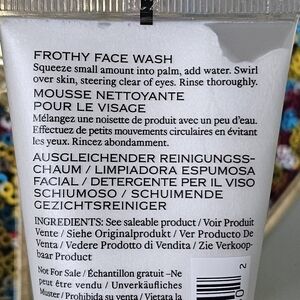 FROTHY FACE WASH
Squeeze small amount into palm, add water. Swirl
over skin, steering clear of eyes. Rinse thoroughly.
MOUSSE NETTOYANTE
POUR LE VISAGE
Mélangez une noisette de produit avec un peu d'eau.
Effectuez de petits mouvements circulaires en évitant
les yeux. Rincez abondamment.
AUSGLEICHENDER REINIGUNGSS-
CHAUM / LIMPIADORA ESPUMOSA
FACIAL / DETERGENTE PER IL VISO
SCHIUMOSO / SCHUIMENDE
GEZICHTSREINIGER
INGREDIENTS: See saleable product / Voir Produit
Vente / Siehe Originalprodukt / Ver Producto De
Venta / Vedere Prodotto di Vendita / Zie Verkoop-
baar Product
Not For Sale / Échantillon gratuit – Ne
peut être vendu / Unverkäufliches
Muster / Prohibida su venta / Vietata la
2
0